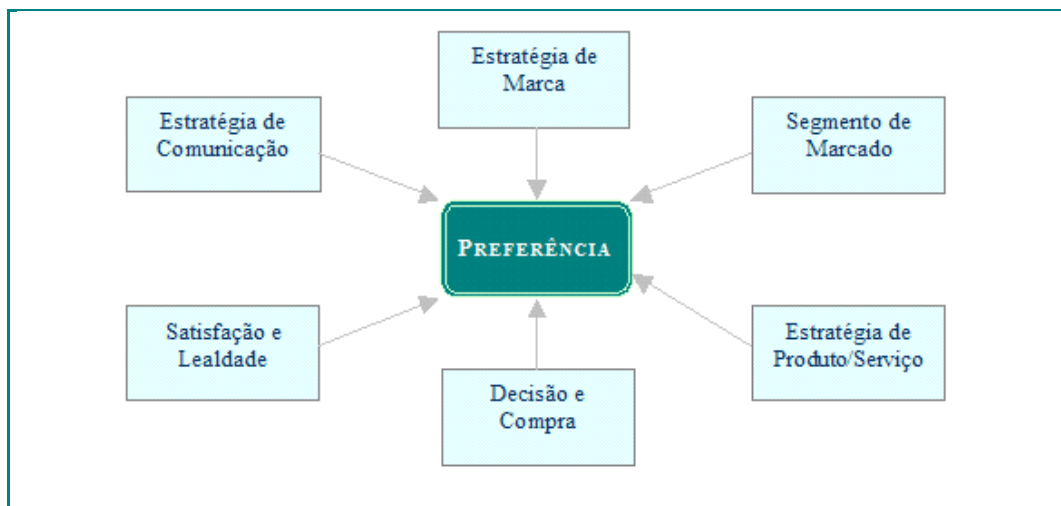 Estratégia de
Marca
Estratégia de
Comunicação
Segmento de
Marcado
PREFERÊNCIA
Satisfação e
Lealdade
Estratégia de
Produto/Serviço
Decisão e
Compra